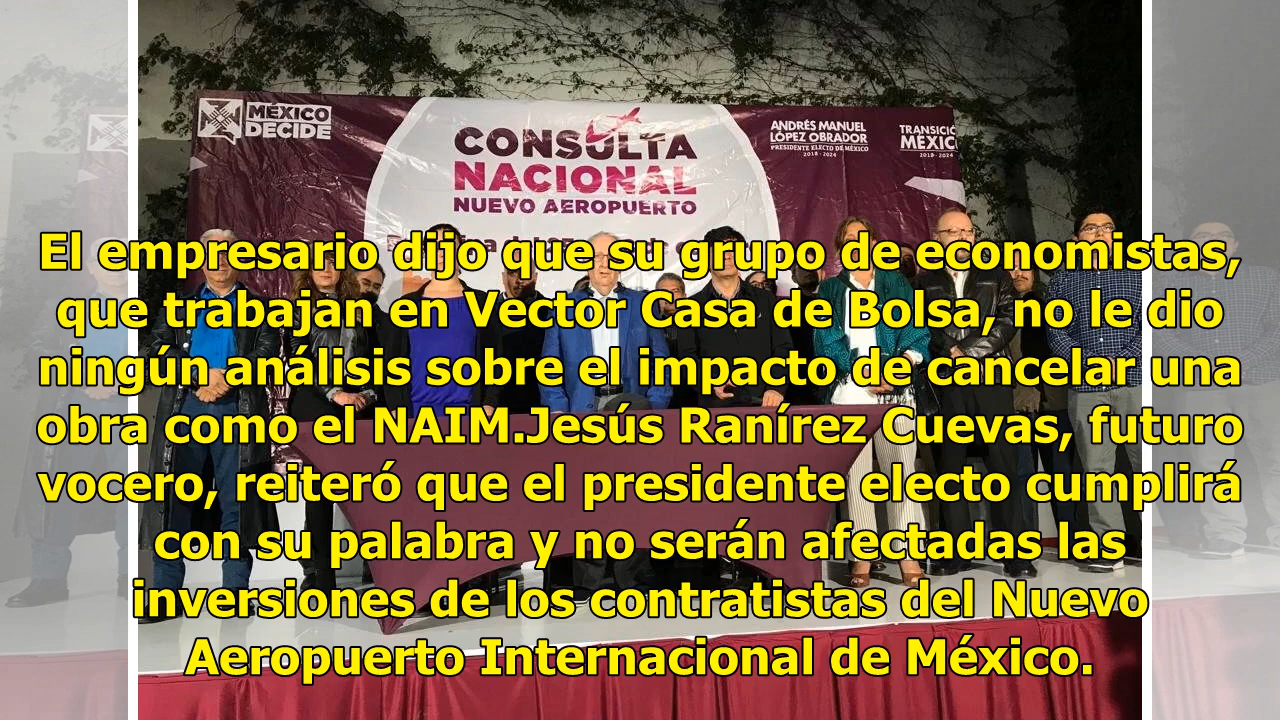 MÉXICO
DECIDE
CONSULTA
NACIONAL
NUEVO AEROPUERTO
ANDRÉS MANUEL
LÓPEZ OBRADOR
PRESIDENTE ELECTO DE MÉXICO
2018 - 2024
TRANSICIÓ
MÉXIC
2018 - 2024
El empresario dijo que su grupo de economistas,
que trabajan en Vector Casa de Bolsa, no le dio
ningún análisis sobre el impacto de cancelar una
obra como el NAIM.Jesús Ranírez Cuevas, futuro
vocero, reiteró que el presidente electo cumplirá
con su palabra y no serán afectadas las
inversiones de los contratistas del Nuevo
Aeropuerto Internacional de México.